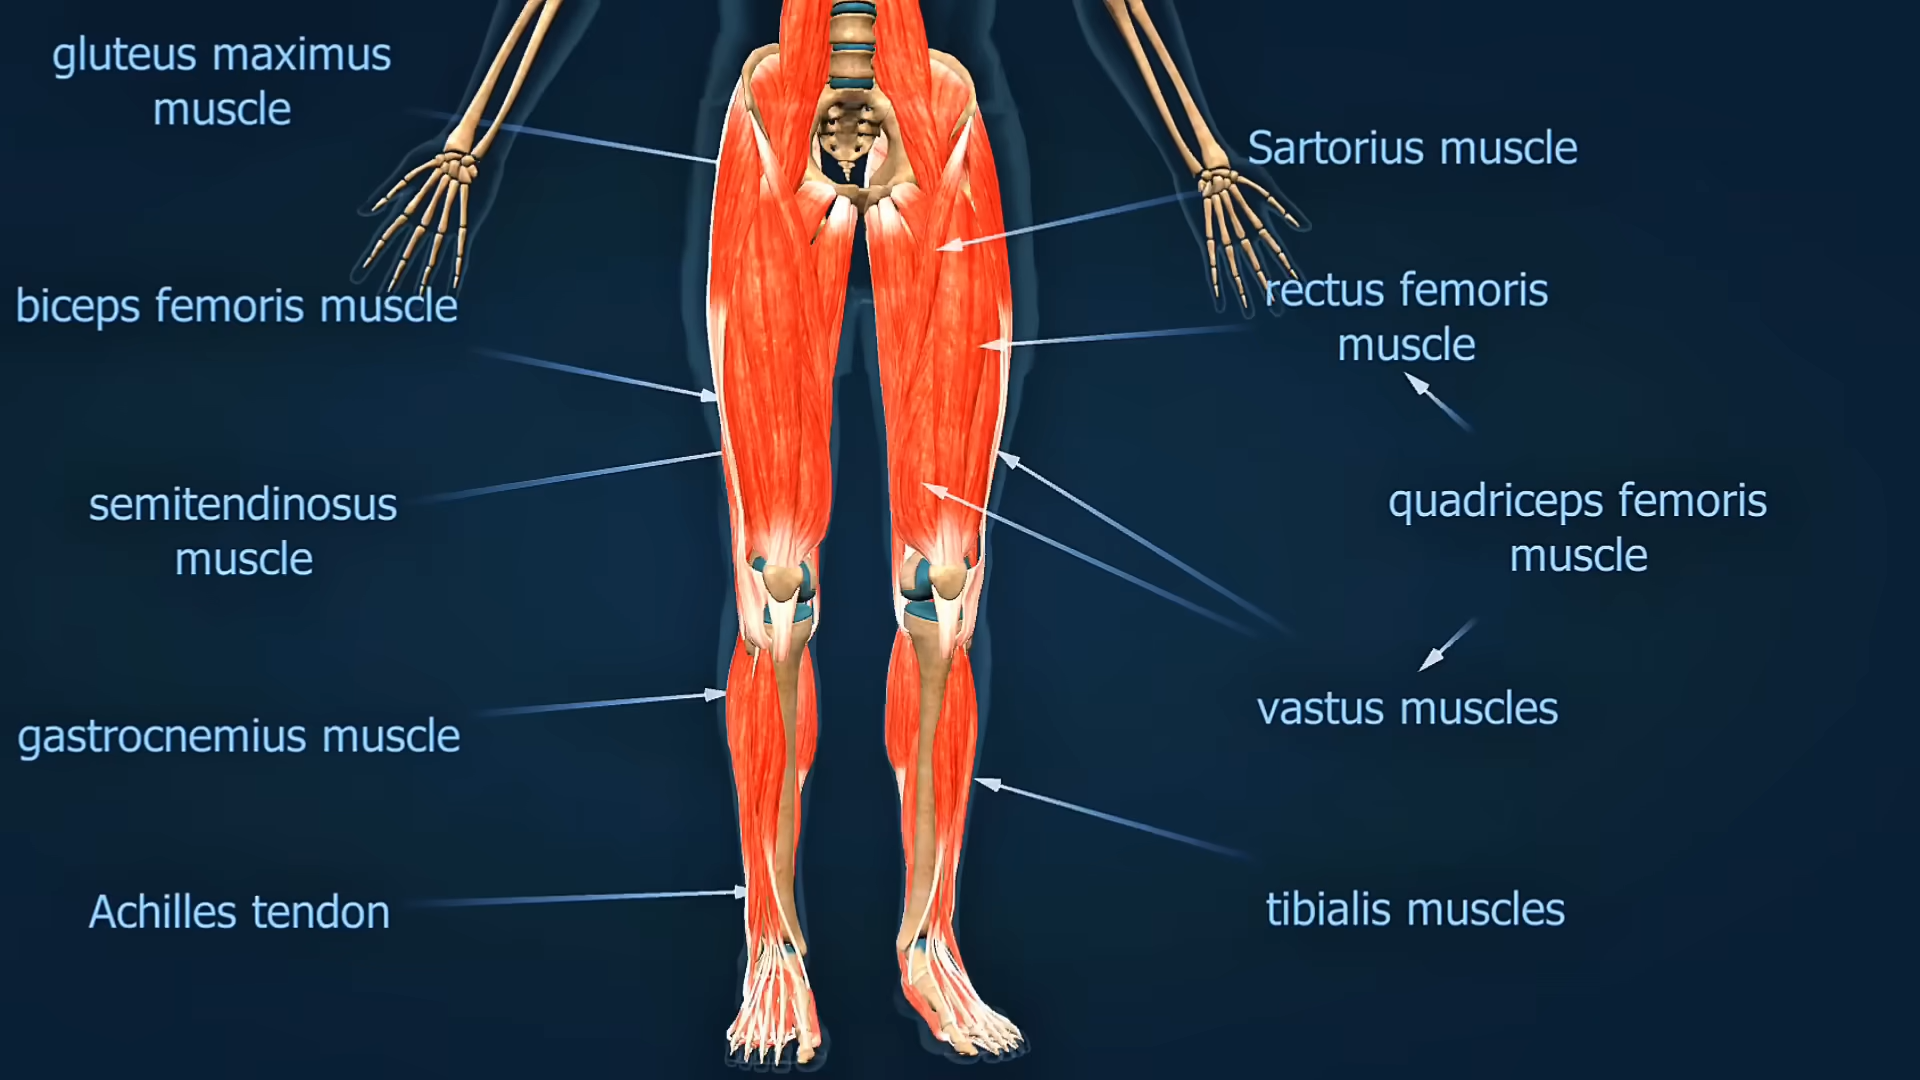 gluteus maximus
muscle
biceps femoris muscle
semitendinosus
muscle
gastrocnemius muscle
Achilles tendon
Sartorius muscle
rectus femoris
muscle
quadriceps femoris
muscle
vastus muscles
tibialis muscles